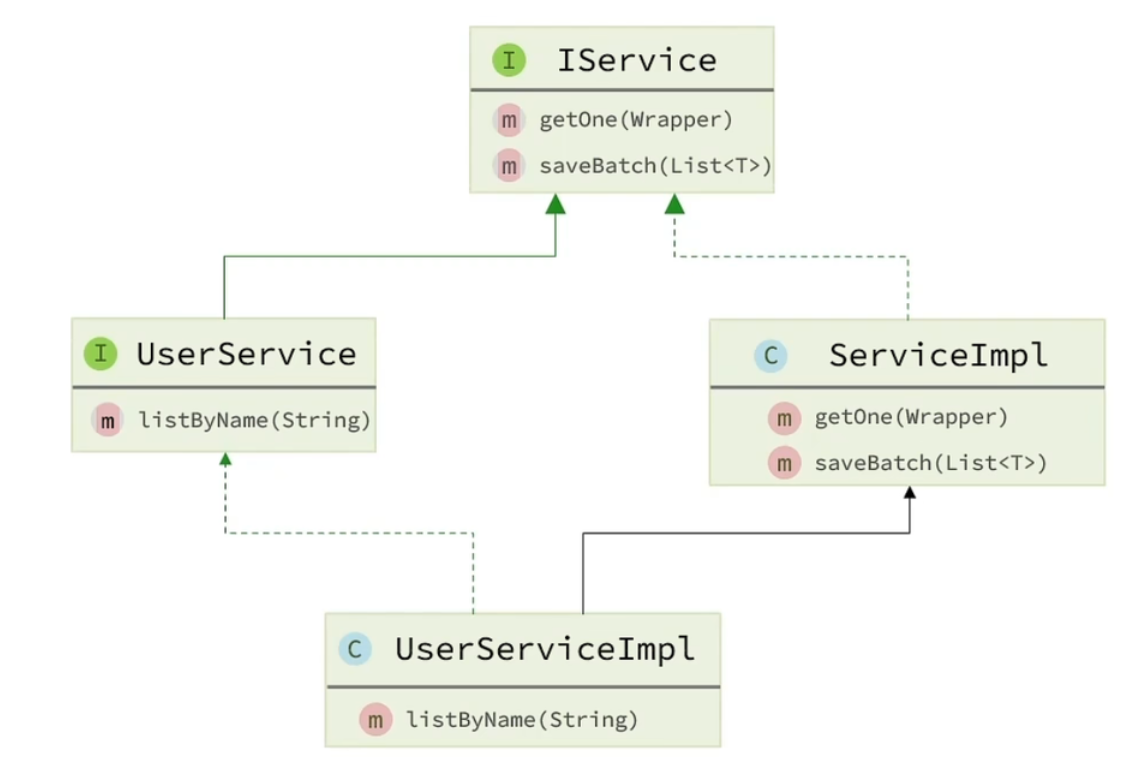 I IService
m getOne(Wrapper)
m saveBatch(List<T>)
I UserService
m listByName(String)
C ServiceImpl
m getOne(Wrapper)
m saveBatch(List<T>)
C UserServiceImpl
m listByName(String)